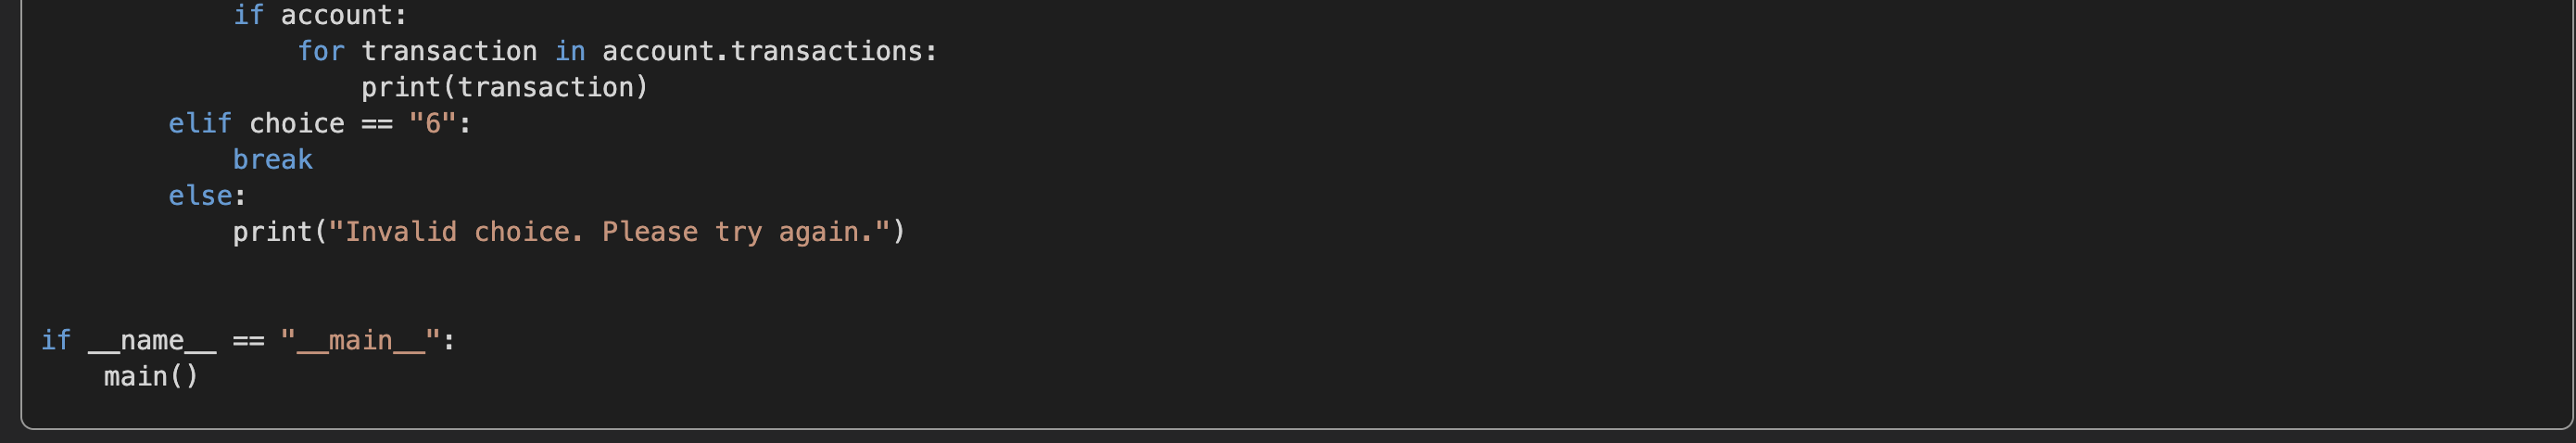 if account:
                for transaction in account.transactions:
                    print(transaction)
        elif choice == "6":
            break
        else:
            print("Invalid choice. Please try again.")


if __name__ == "__main__":
    main()